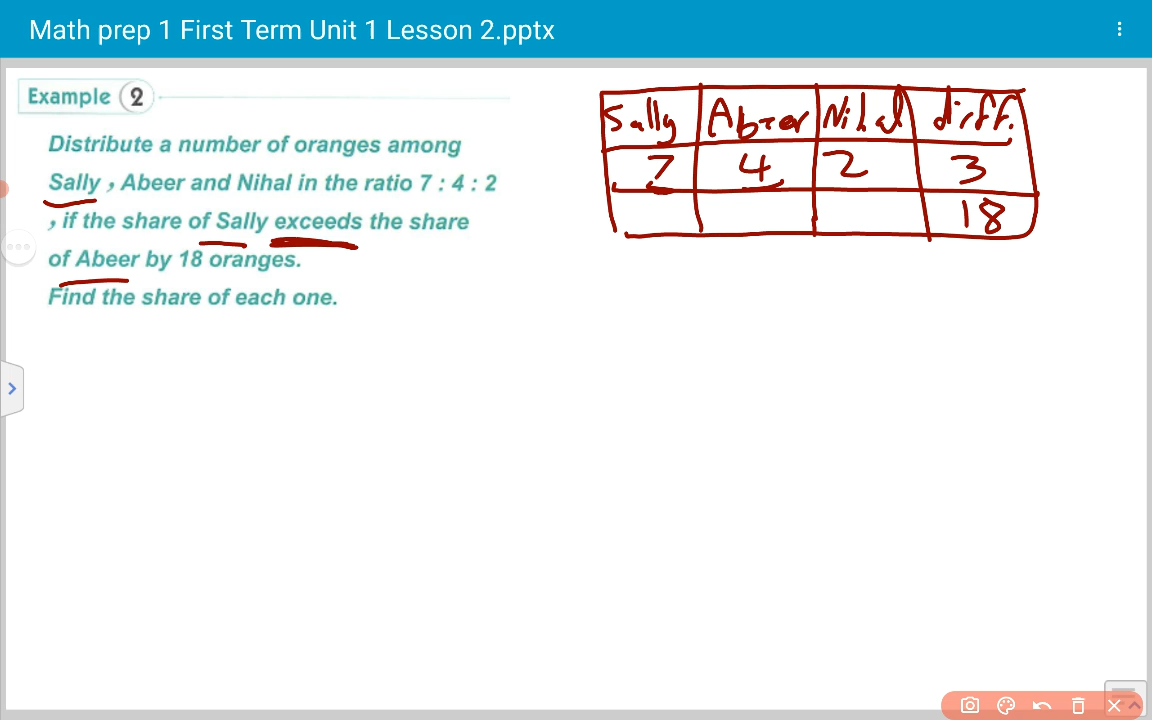 Math prep 1 First Term Unit 1 Lesson 2.pptx
Example 2
Distribute a number of oranges among
Sally , Abeer and Nihal in the ratio 7 : 4 : 2
, if the share of Sally exceeds the share
of Abeer by 18 oranges.
Find the share of each one.
Sally Abeer Nihal diff.
7 4 2 3
18